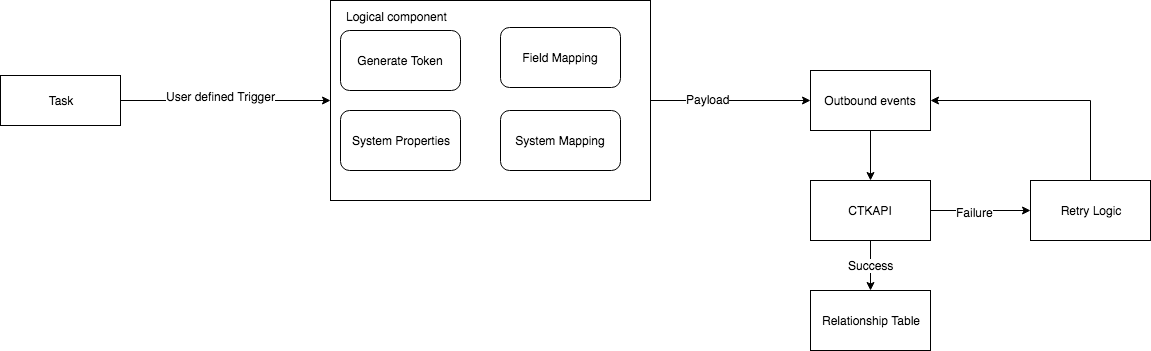 Logical component
Generate Token
Field Mapping
Task
User defined Trigger
Payload
Outbound events
System Properties
System Mapping
CTKAPI
Failure
Retry Logic
Success
Relationship Table